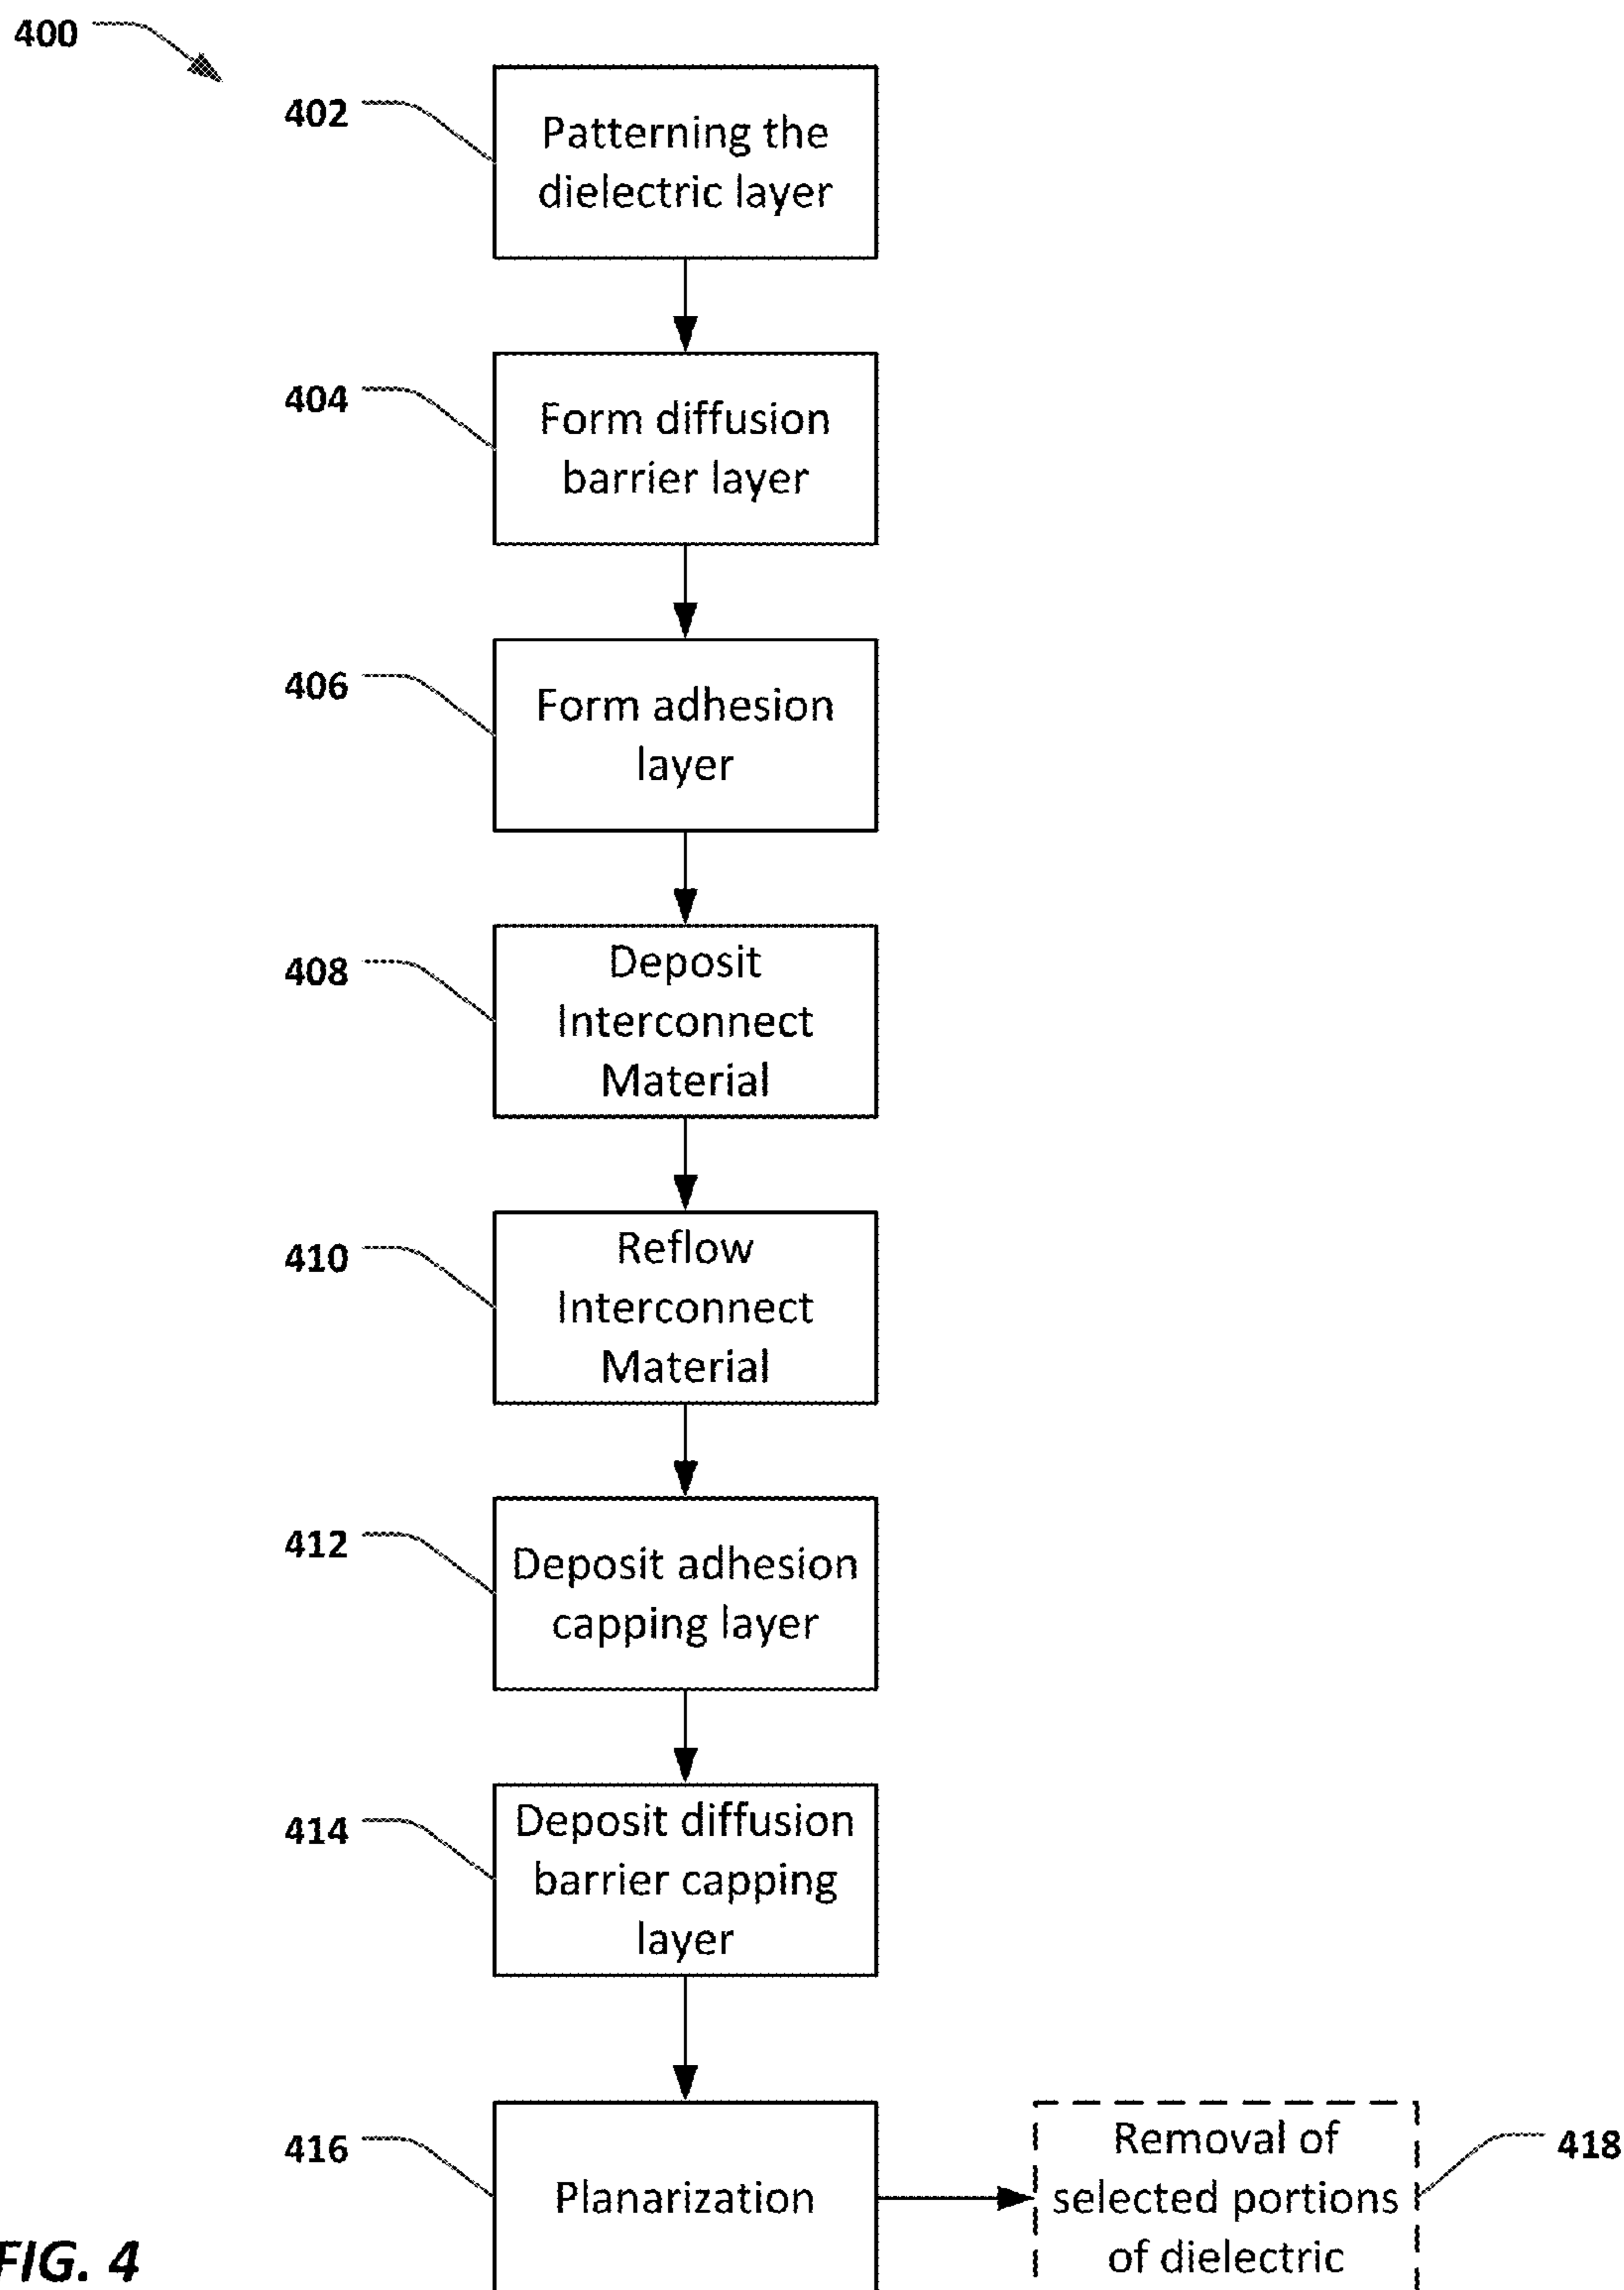 400
402
Patterning the
dielectric layer
404
Form diffusion
barrier layer
406
Form adhesion
layer
408
Deposit
Interconnect
Material
410
Reflow
Interconnect
Material
412
Deposit adhesion
capping layer
414
Deposit diffusion
barrier capping
layer
416
Planarization
Removal of
selected portions
of dielectric
418
FIG. 4